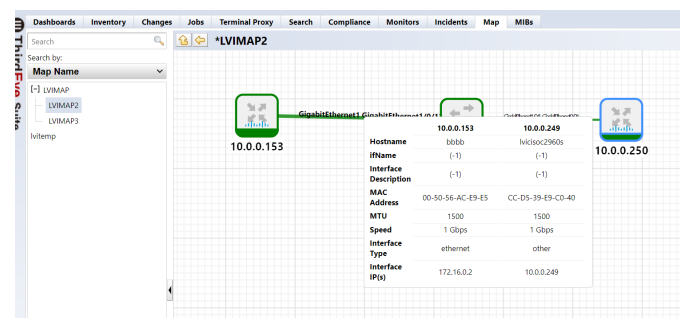 Dashboards Inventory Changes Jobs Terminal Proxy Search Compliance Monitors Incidents Map MIBs
ThirdEye Suite
Search
*LVIMAP2
Search by:
Map Name
[-] LVIMAP
LVIMAP2
LVIMAP3
lvitemp
GigabitEthernet1 GigabitEthernet1/0/1
10.0.0.153
10.0.0.250
10.0.0.153 10.0.0.249
Hostname bbbb lvicisoc2960s
ifName (-1) (-1)
Interface
Description (-1) (-1)
MAC
Address 00-50-56-AC-E9-E5 CC-D5-39-E9-C0-40
MTU 1500 1500
Speed 1 Gbps 1 Gbps
Interface
Type ethernet other
Interface
IP(s) 172.16.0.2 10.0.0.249